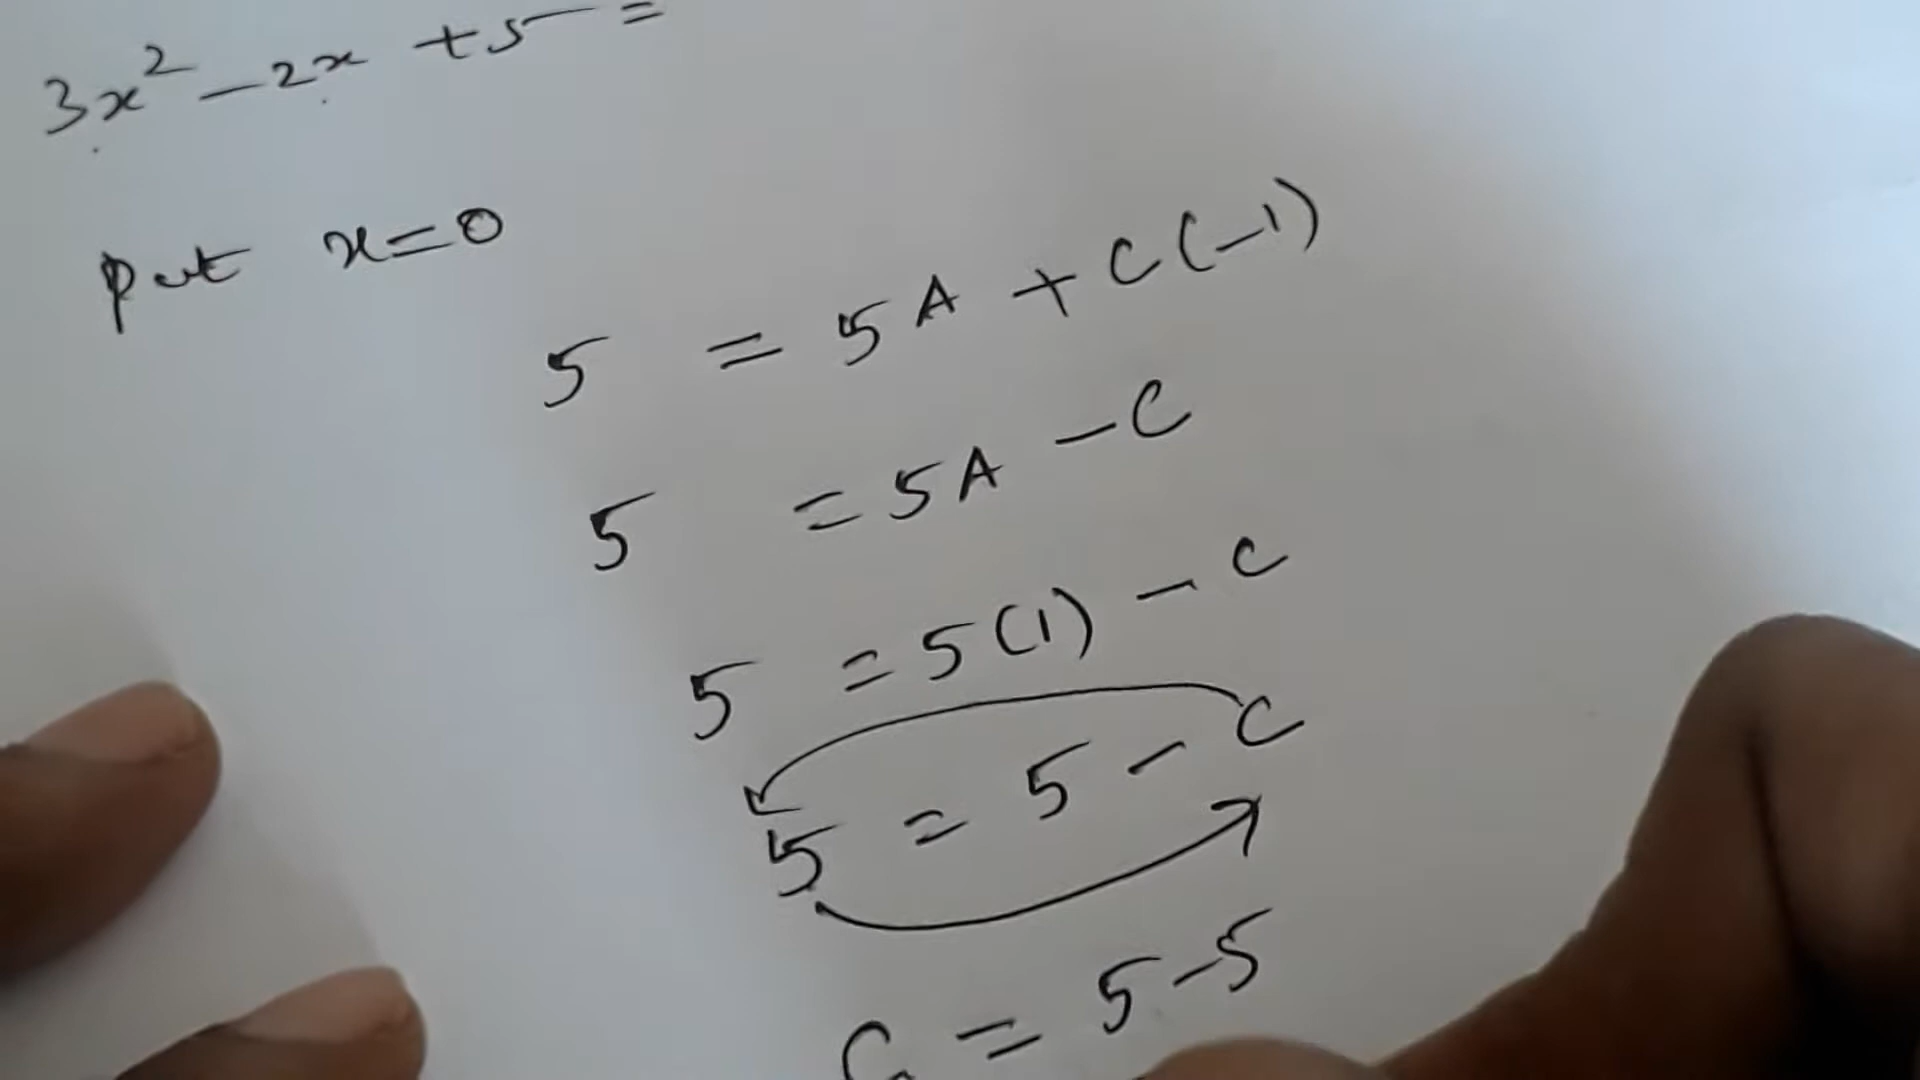 3x² - 2x + 5 =
put x=0
5 = 5A + C(-1)
5 = 5A - C
5 = 5(1) - C
5 = 5 - C
C = 5-5